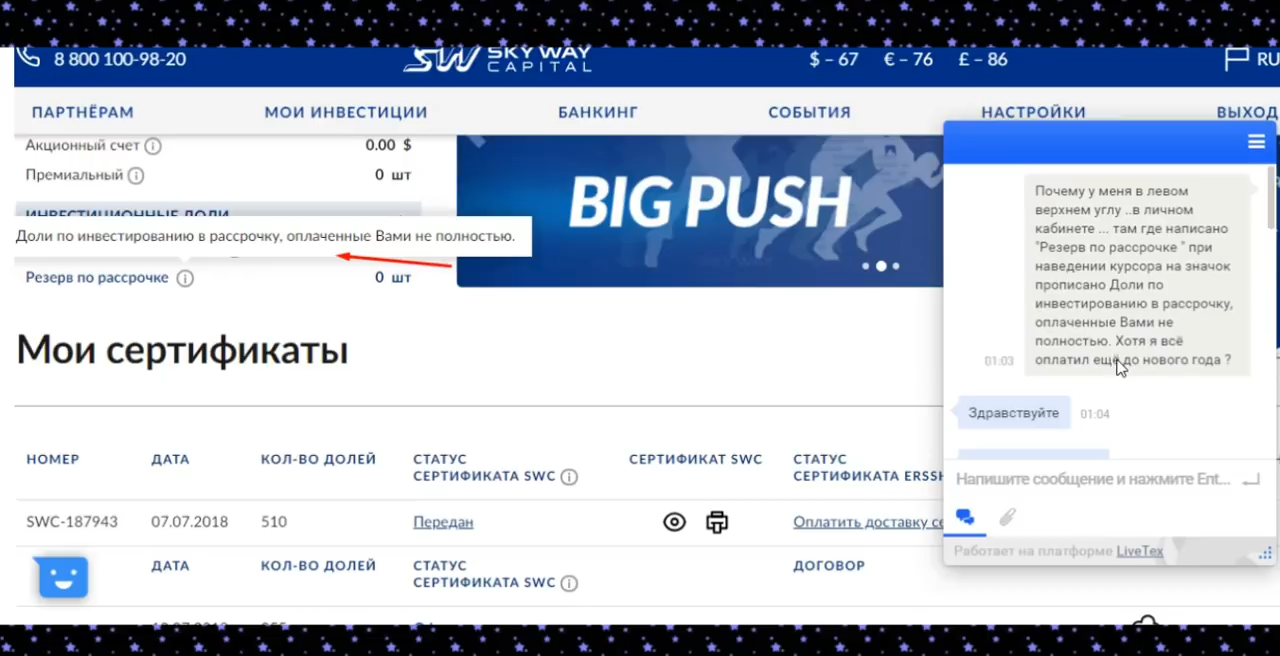 8 800 100-98-20
SW SKY WAY
CAPITAL
$ – 67 € – 76 £ – 86
RU
ПАРТНЁРАМ МОИ ИНВЕСТИЦИИ БАНКИНГ СОБЫТИЯ НАСТРОЙКИ ВЫХОД
Акционный счет 0.00 $
Премиальный 0 шт
ИНВЕСТИЦИОННЫЕ ДОЛИ
Доли по инвестированию в рассрочку, оплаченные Вами не полностью.
Резерв по рассрочке 0 шт
BIG PUSH
Мои сертификаты
НОМЕР ДАТА КОЛ-ВО ДОЛЕЙ СТАТУС
СЕРТИФИКАТА SWC СЕРТИФИКАТ SWC СТАТУС
СЕРТИФИКАТА ERSSH
SWC-187943 07.07.2018 510 Передан Оплатить доставку се
ДАТА КОЛ-ВО ДОЛЕЙ СТАТУС
СЕРТИФИКАТА SWC ДОГОВОР
Почему у меня в левом
верхнем углу ..в личном
кабинете ... там где написано
"Резерв по рассрочке " при
наведении курсора на значок
прописано Доли по
инвестированию в рассрочку,
оплаченные Вами не
полностью. Хотя я всё
оплатил ещё до нового года ?
01:03
Здравствуйте 01:04
Напишите сообщение и нажмите Ent...
Работает на платформе LiveTex